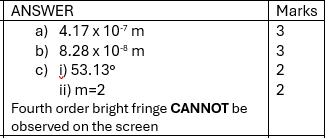 ANSWER Marks
a) 4.17 x 10⁻⁷ m 3
b) 8.28 x 10⁻⁸ m 3
c) i) 53.13° 2
ii) m=2 2
Fourth order bright fringe CANNOT be
observed on the screen